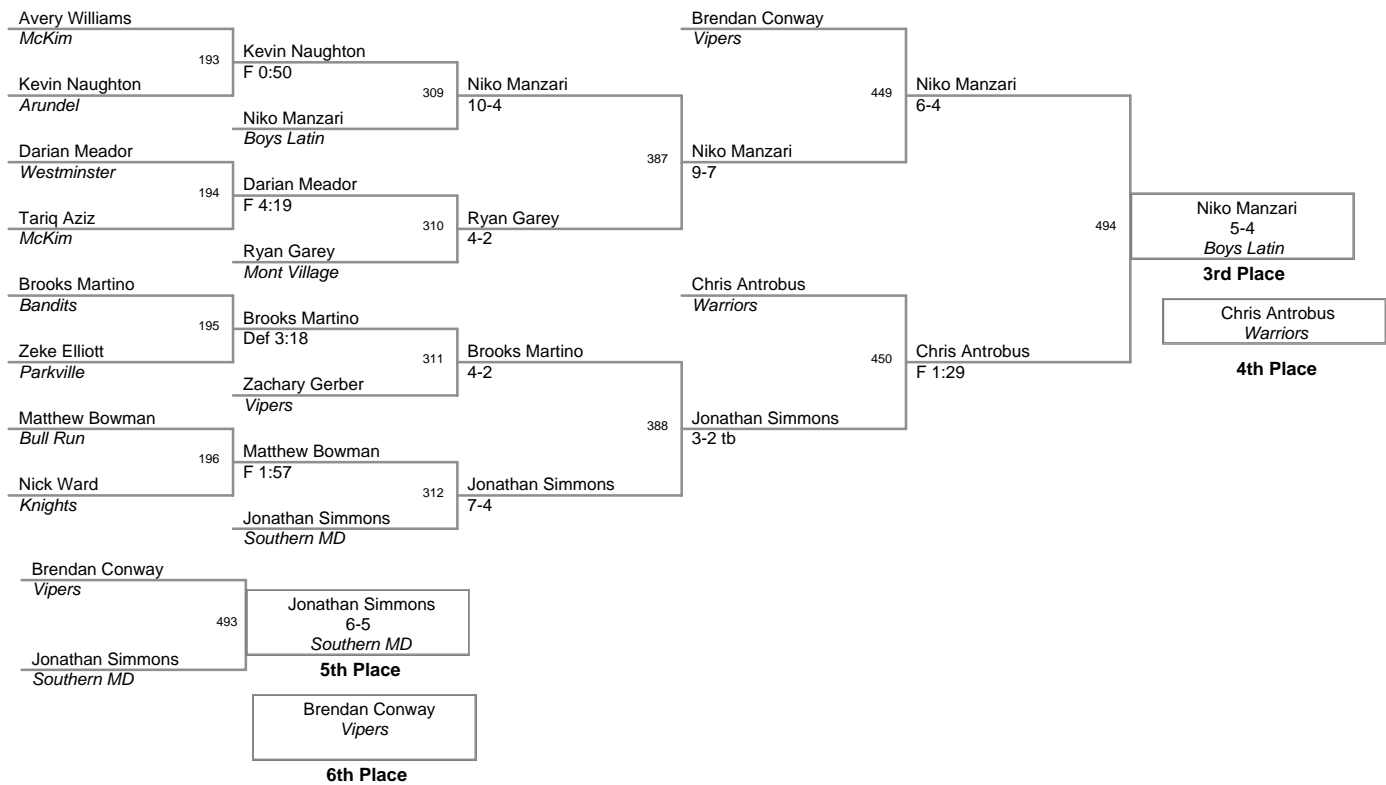 Avery Williams
McKim
193
Kevin Naughton
Arundel
Kevin Naughton
F 0:50
309
Niko Manzari
Boys Latin
Niko Manzari
10-4
Darian Meador
Westminster
194
Tariq Aziz
McKim
Darian Meador
F 4:19
310
Ryan Garey
Mont Village
Ryan Garey
4-2
387
Niko Manzari
9-7
Brendan Conway
Vipers
449
Niko Manzari
6-4
Brooks Martino
Bandits
195
Zeke Elliott
Parkville
Brooks Martino
Def 3:18
311
Zachary Gerber
Vipers
Brooks Martino
4-2
Matthew Bowman
Bull Run
196
Nick Ward
Knights
Matthew Bowman
F 1:57
312
Jonathan Simmons
Southern MD
Jonathan Simmons
7-4
388
Jonathan Simmons
3-2 tb
Chris Antrobus
Warriors
450
Chris Antrobus
F 1:29
494
Niko Manzari
5-4
Boys Latin
3rd Place
Chris Antrobus
Warriors
4th Place
Brendan Conway
Vipers
493
Jonathan Simmons
Southern MD
Jonathan Simmons
6-5
Southern MD
5th Place
Brendan Conway
Vipers
6th Place